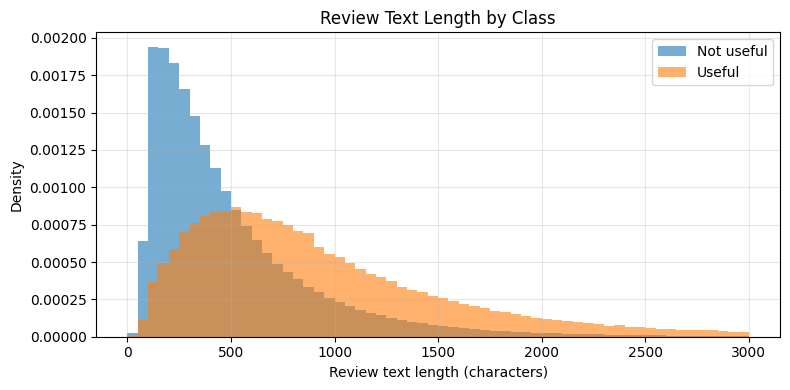 Review Text Length by Class
Not useful
Useful
0.00200
0.00175
0.00150
0.00125
0.00100
0.00075
0.00050
0.00025
0.00000
Density
0 500 1000 1500 2000 2500 3000
Review text length (characters)